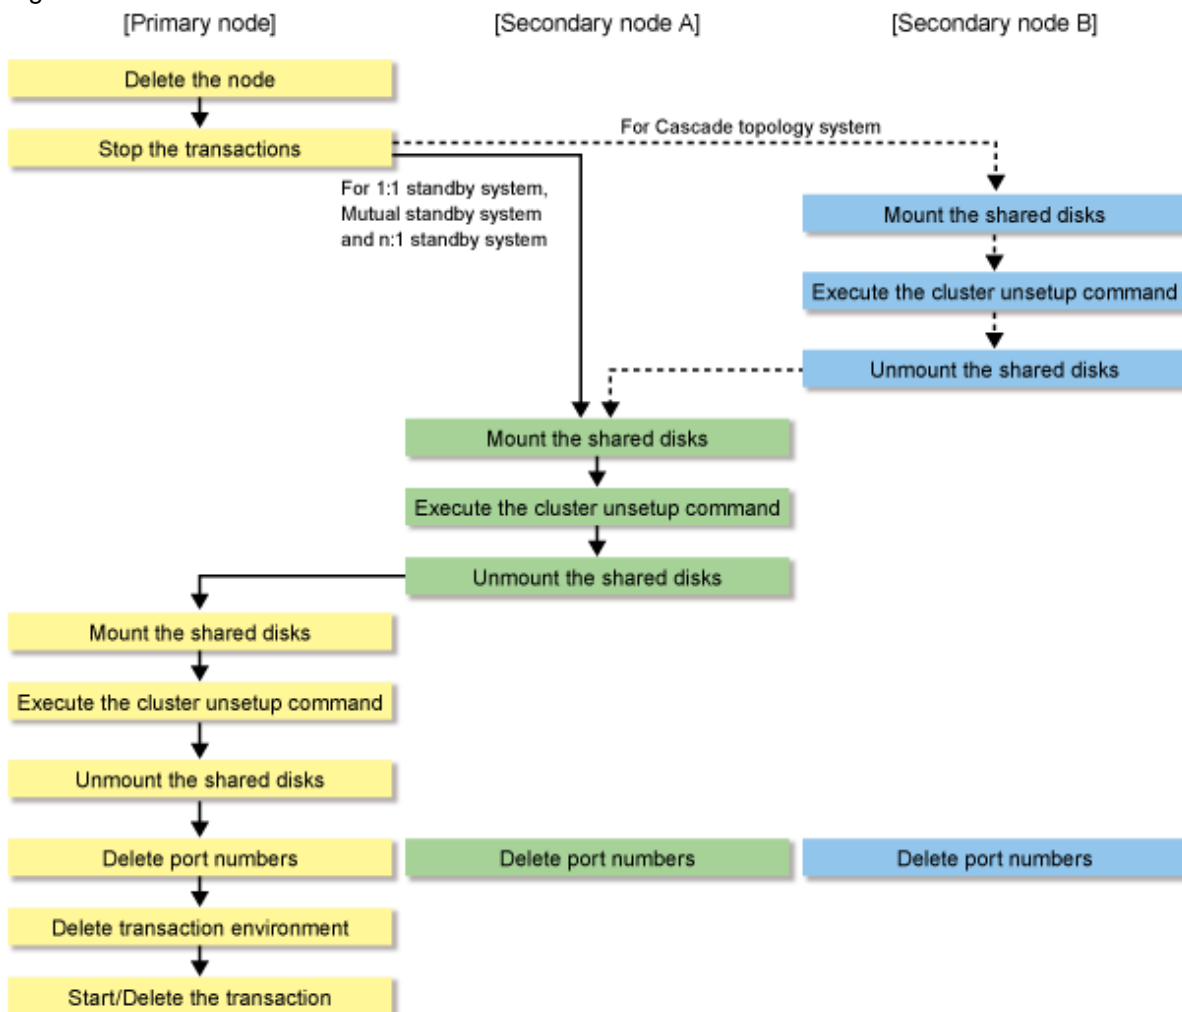 [Primary node]
[Secondary node A]
[Secondary node B]
Delete the node
Stop the transactions
For Cascade topology system
For 1:1 standby system,
Mutual standby system
and n:1 standby system
Mount the shared disks
Execute the cluster unsetup command
Unmount the shared disks
Mount the shared disks
Execute the cluster unsetup command
Unmount the shared disks
Mount the shared disks
Execute the cluster unsetup command
Unmount the shared disks
Delete port numbers
Delete port numbers
Delete port numbers
Delete transaction environment
Start/Delete the transaction